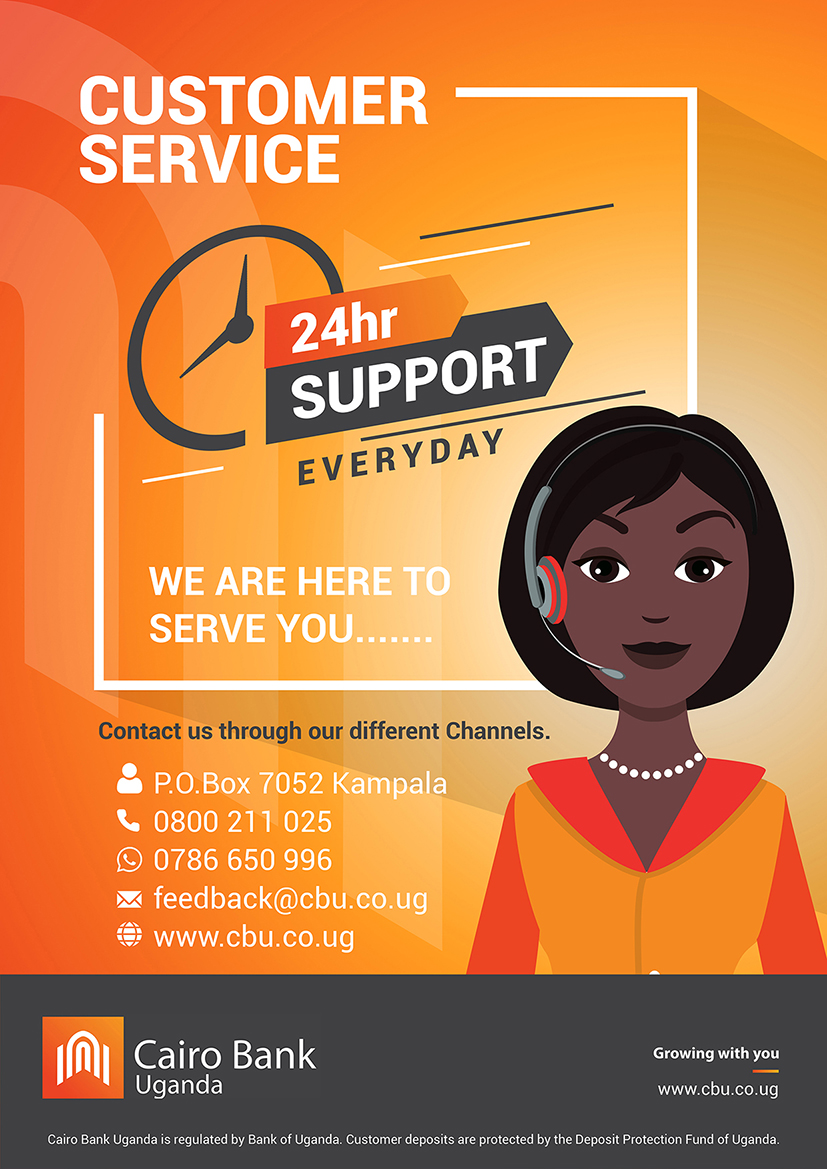 CUSTOMER
SERVICE
24hr
SUPPORT
EVERYDAY
WE ARE HERE TO
SERVE YOU.......
Contact us through our different Channels.
P.O.Box 7052 Kampala
0800 211 025
0786 650 996
feedback@cbu.co.ug
www.cbu.co.ug
Cairo Bank
Uganda
Growing with you
www.cbu.co.ug
Cairo Bank Uganda is regulated by Bank of Uganda. Customer deposits are protected by the Deposit Protection Fund of Uganda.